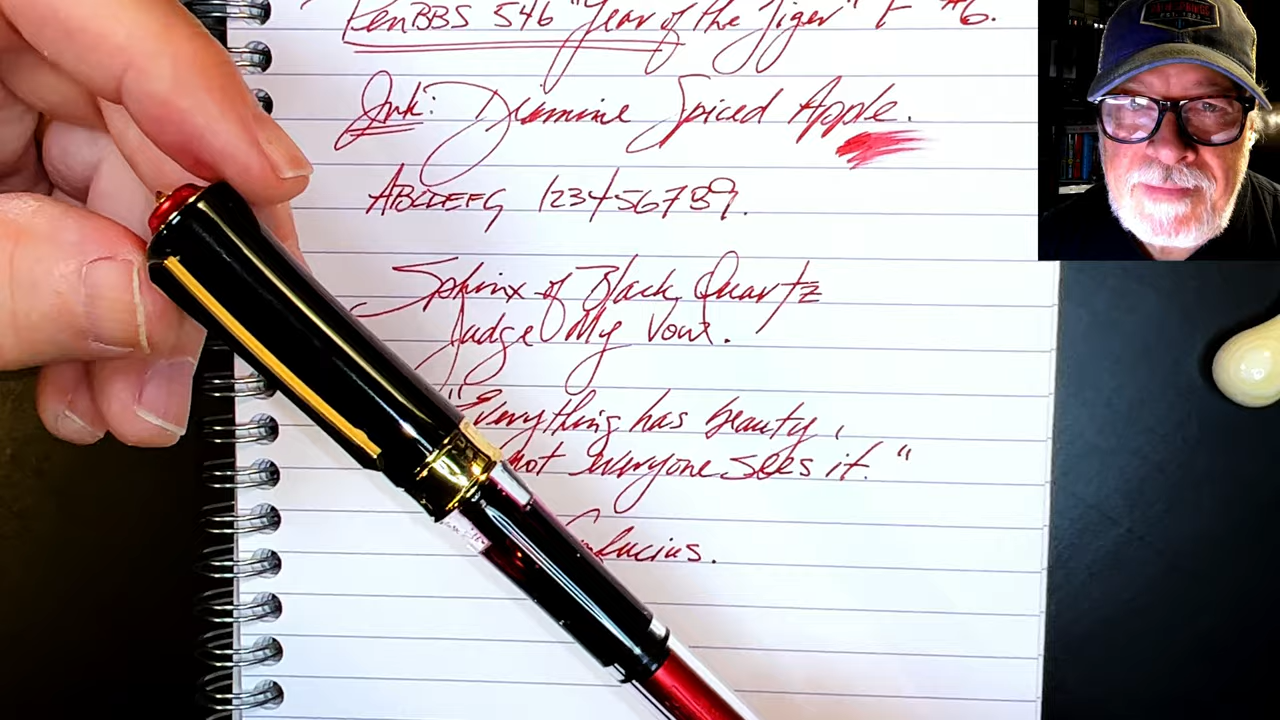 PenBBS 546 "Year of the Tiger" F #6.
Ink: Diamine Spiced Apple.
ABCDEFG 123456789.
Sphinx of Black Quartz
Judge My Vow.
"Everything has beauty,
not everyone sees it."
Confucius.